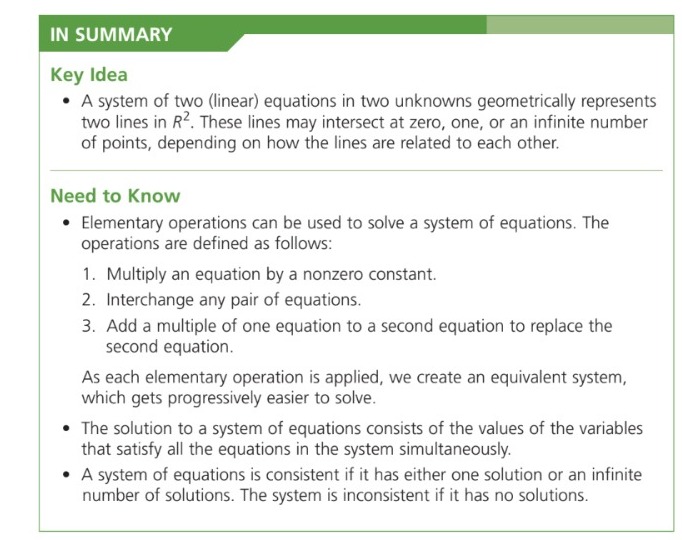 IN SUMMARY
Key Idea
• A system of two (linear) equations in two unknowns geometrically represents
two lines in R². These lines may intersect at zero, one, or an infinite number
of points, depending on how the lines are related to each other.
Need to Know
• Elementary operations can be used to solve a system of equations. The
operations are defined as follows:
1. Multiply an equation by a nonzero constant.
2. Interchange any pair of equations.
3. Add a multiple of one equation to a second equation to replace the
second equation.
As each elementary operation is applied, we create an equivalent system,
which gets progressively easier to solve.
• The solution to a system of equations consists of the values of the variables
that satisfy all the equations in the system simultaneously.
• A system of equations is consistent if it has either one solution or an infinite
number of solutions. The system is inconsistent if it has no solutions.